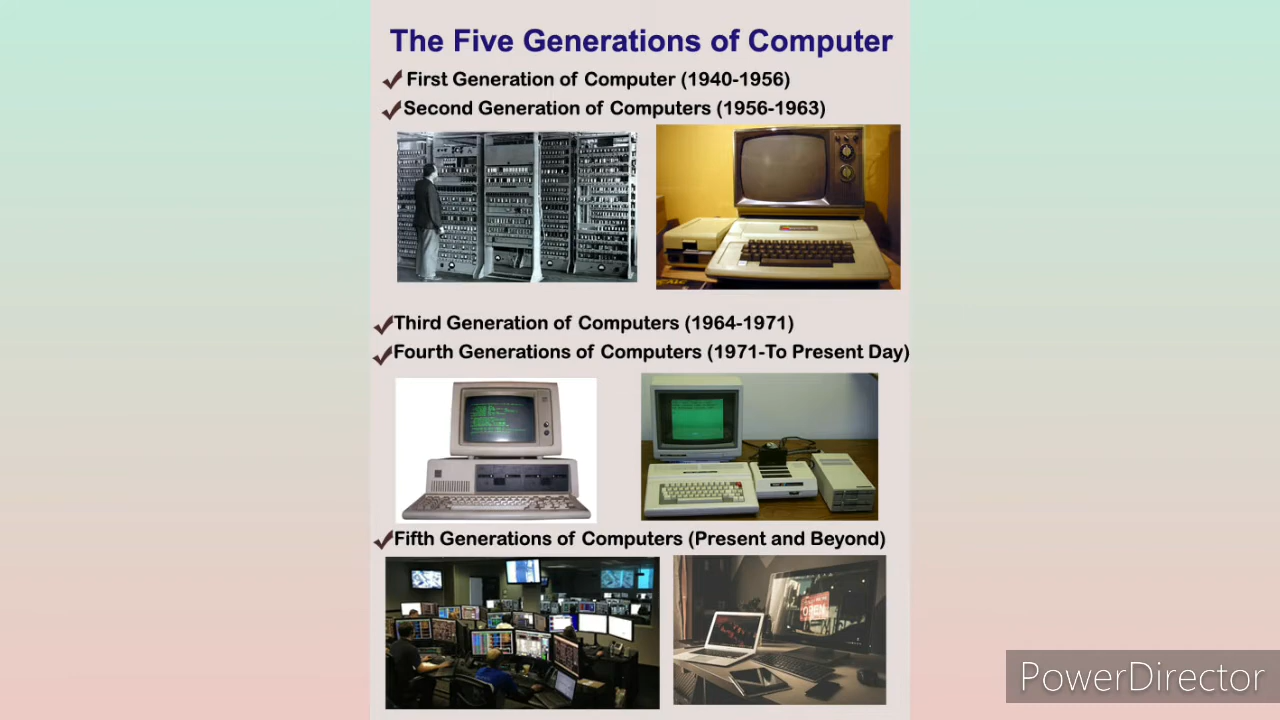 The Five Generations of Computer
First Generation of Computer (1940-1956)
Second Generation of Computers (1956-1963)
Third Generation of Computers (1964-1971)
Fourth Generations of Computers (1971-To Present Day)
Fifth Generations of Computers (Present and Beyond)
OPEN
PowerDirector